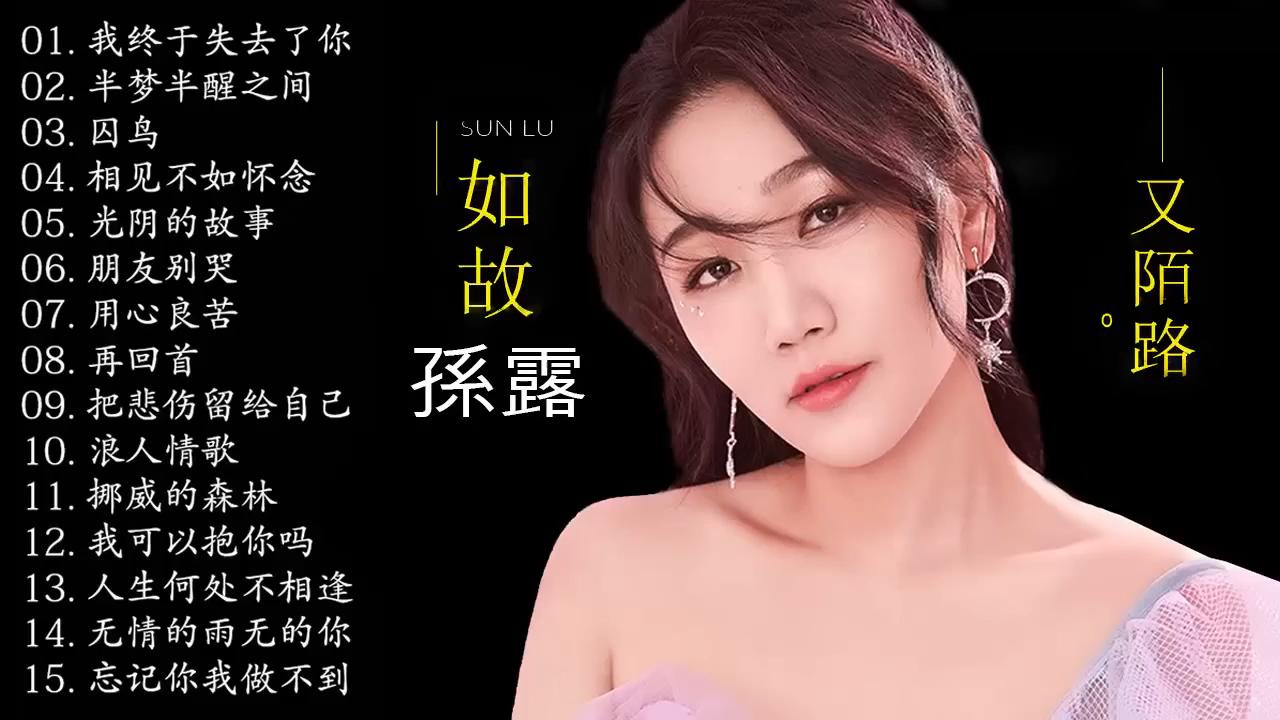 01. 我终于失去了你
02. 半梦半醒之间
03. 囚鸟
04. 相见不如怀念
05. 光阴的故事
06. 朋友别哭
07. 用心良苦
08. 再回首
09. 把悲伤留给自己
10. 浪人情歌
11. 挪威的森林
12. 我可以抱你吗
13. 人生何处不相逢
14. 无情的雨无的你
15. 忘记你我做不到
SUN LU
如故
孫露
又陌路。